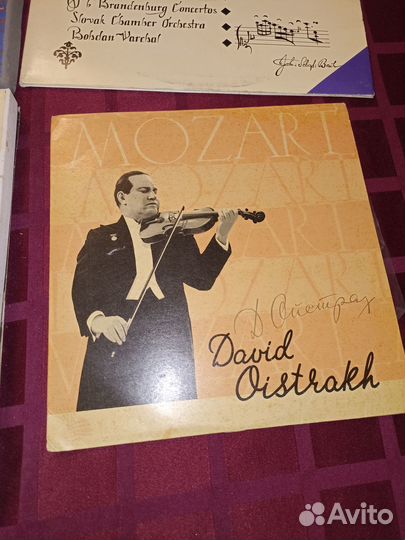 Brandenburg Concertos
Slovak Chamber Orchestra
Bohdan Warchal
MOZART
MOZART
MOZART
MOZART
MOZART
Д Ойстрах
David
Oistrakh
Avito